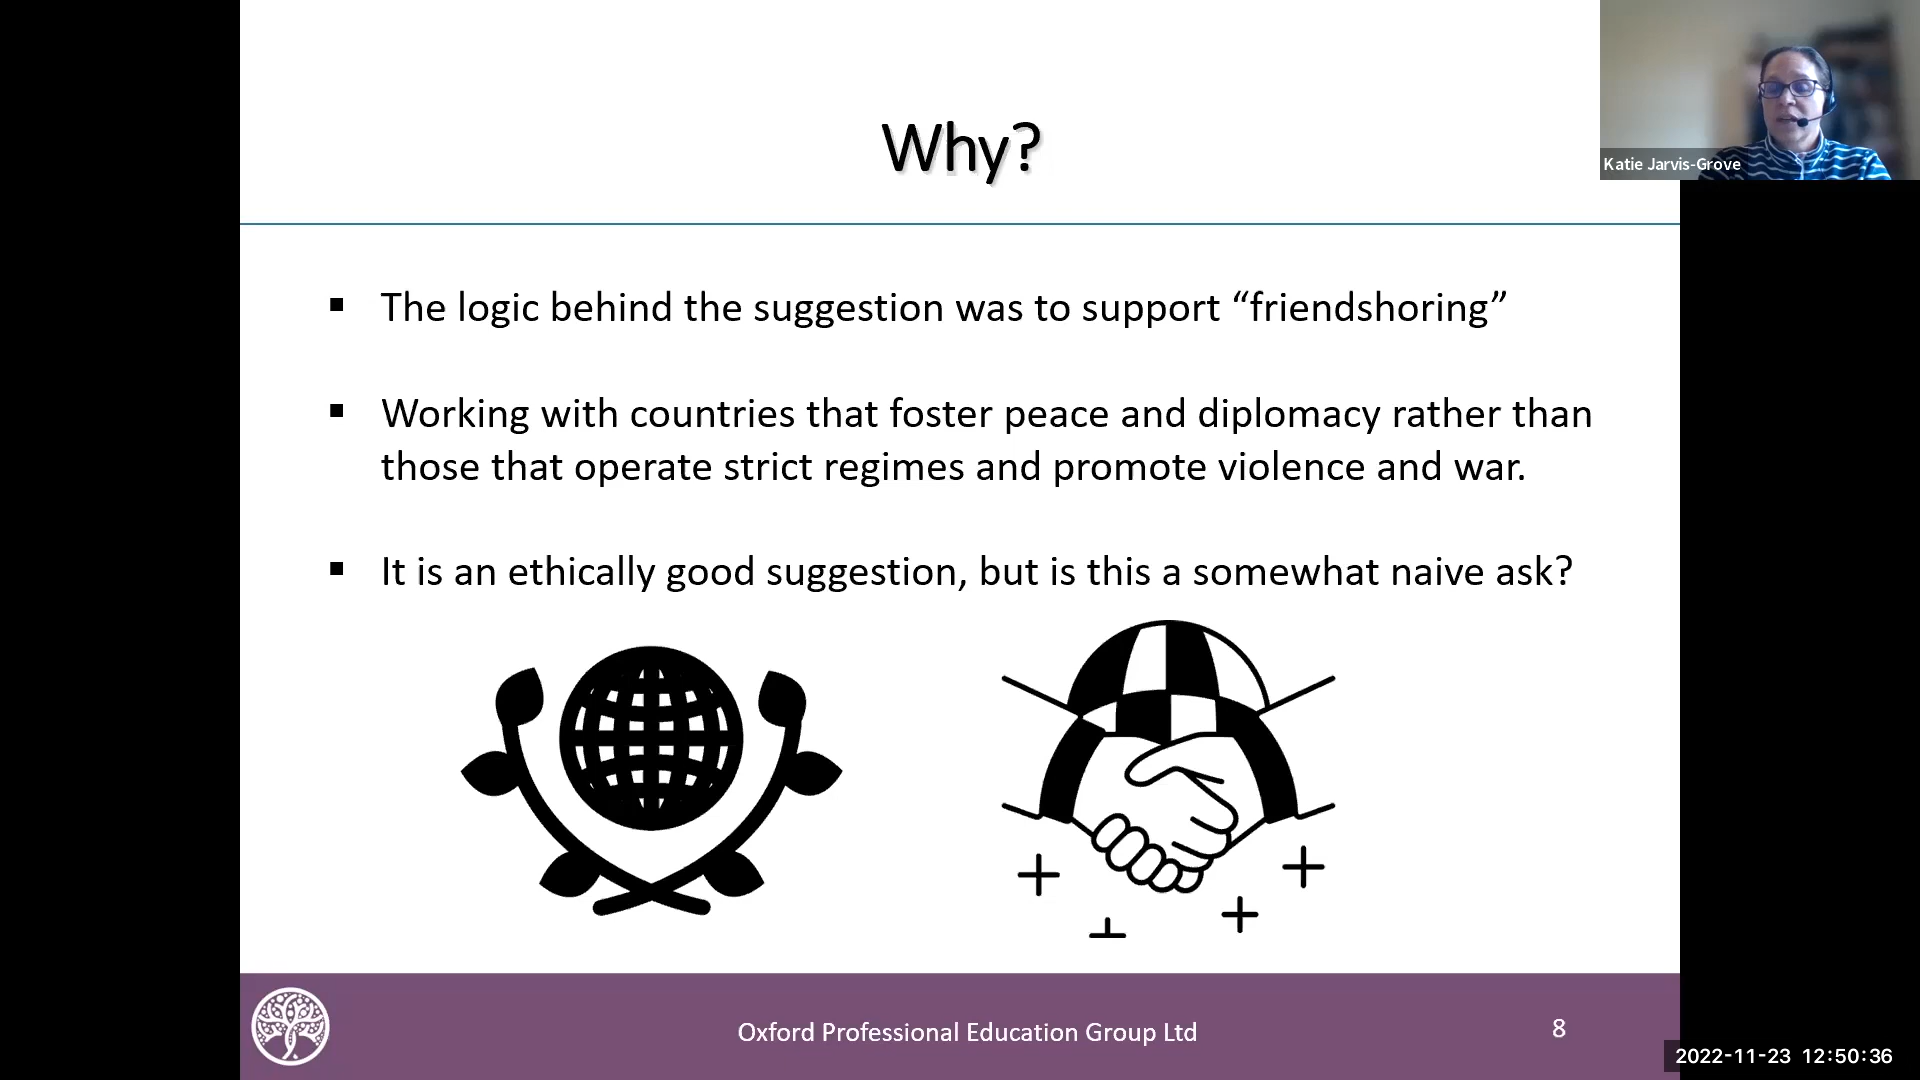 Why?
Katie Jarvis-Grove
▪ The logic behind the suggestion was to support “friendshoring”
▪ Working with countries that foster peace and diplomacy rather than
those that operate strict regimes and promote violence and war.
▪ It is an ethically good suggestion, but is this a somewhat naive ask?
Oxford Professional Education Group Ltd
8
2022-11-23 12:50:36